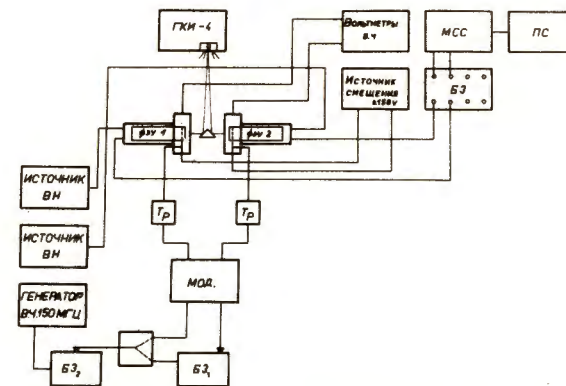 ГКИ-4
Вольтметры
в.ч
МСС
ПС
Источник
смещения
±150v
БЗ
ФЭУ 1
ФЭУ 2
ИСТОЧНИК
ВН
ИСТОЧНИК
ВН
Тр
Тр
МОД.
ГЕНЕРАТОР
ВЧ,150 МГЦ
БЗ₂
БЗ₁